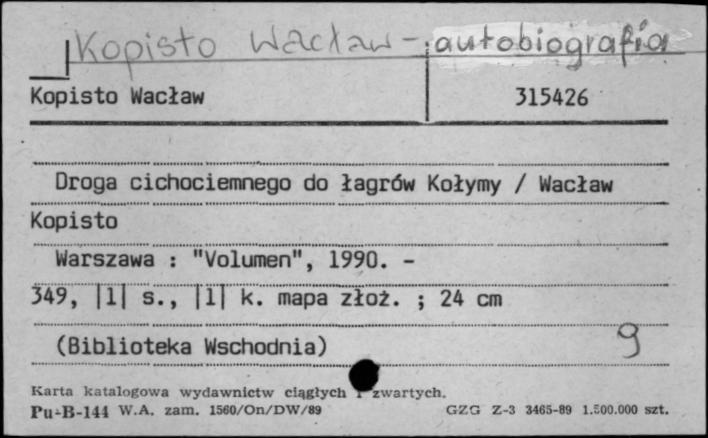 Kopisto Wacław - autobiografia
Kopisto Wacław 315426
Droga cichociemnego do łagrów Kołymy / Wacław
Kopisto
Warszawa : "Volumen", 1990. -
349, |1| s., |1| k. mapa złoż. ; 24 cm
(Biblioteka Wschodnia) 9
Karta katalogowa wydawnictw ciągłych i zwartych.
Pu-B-144 W.A. zam. 1560/On/DW/89 GZG Z-3 3465-89 1.500.000 szt.